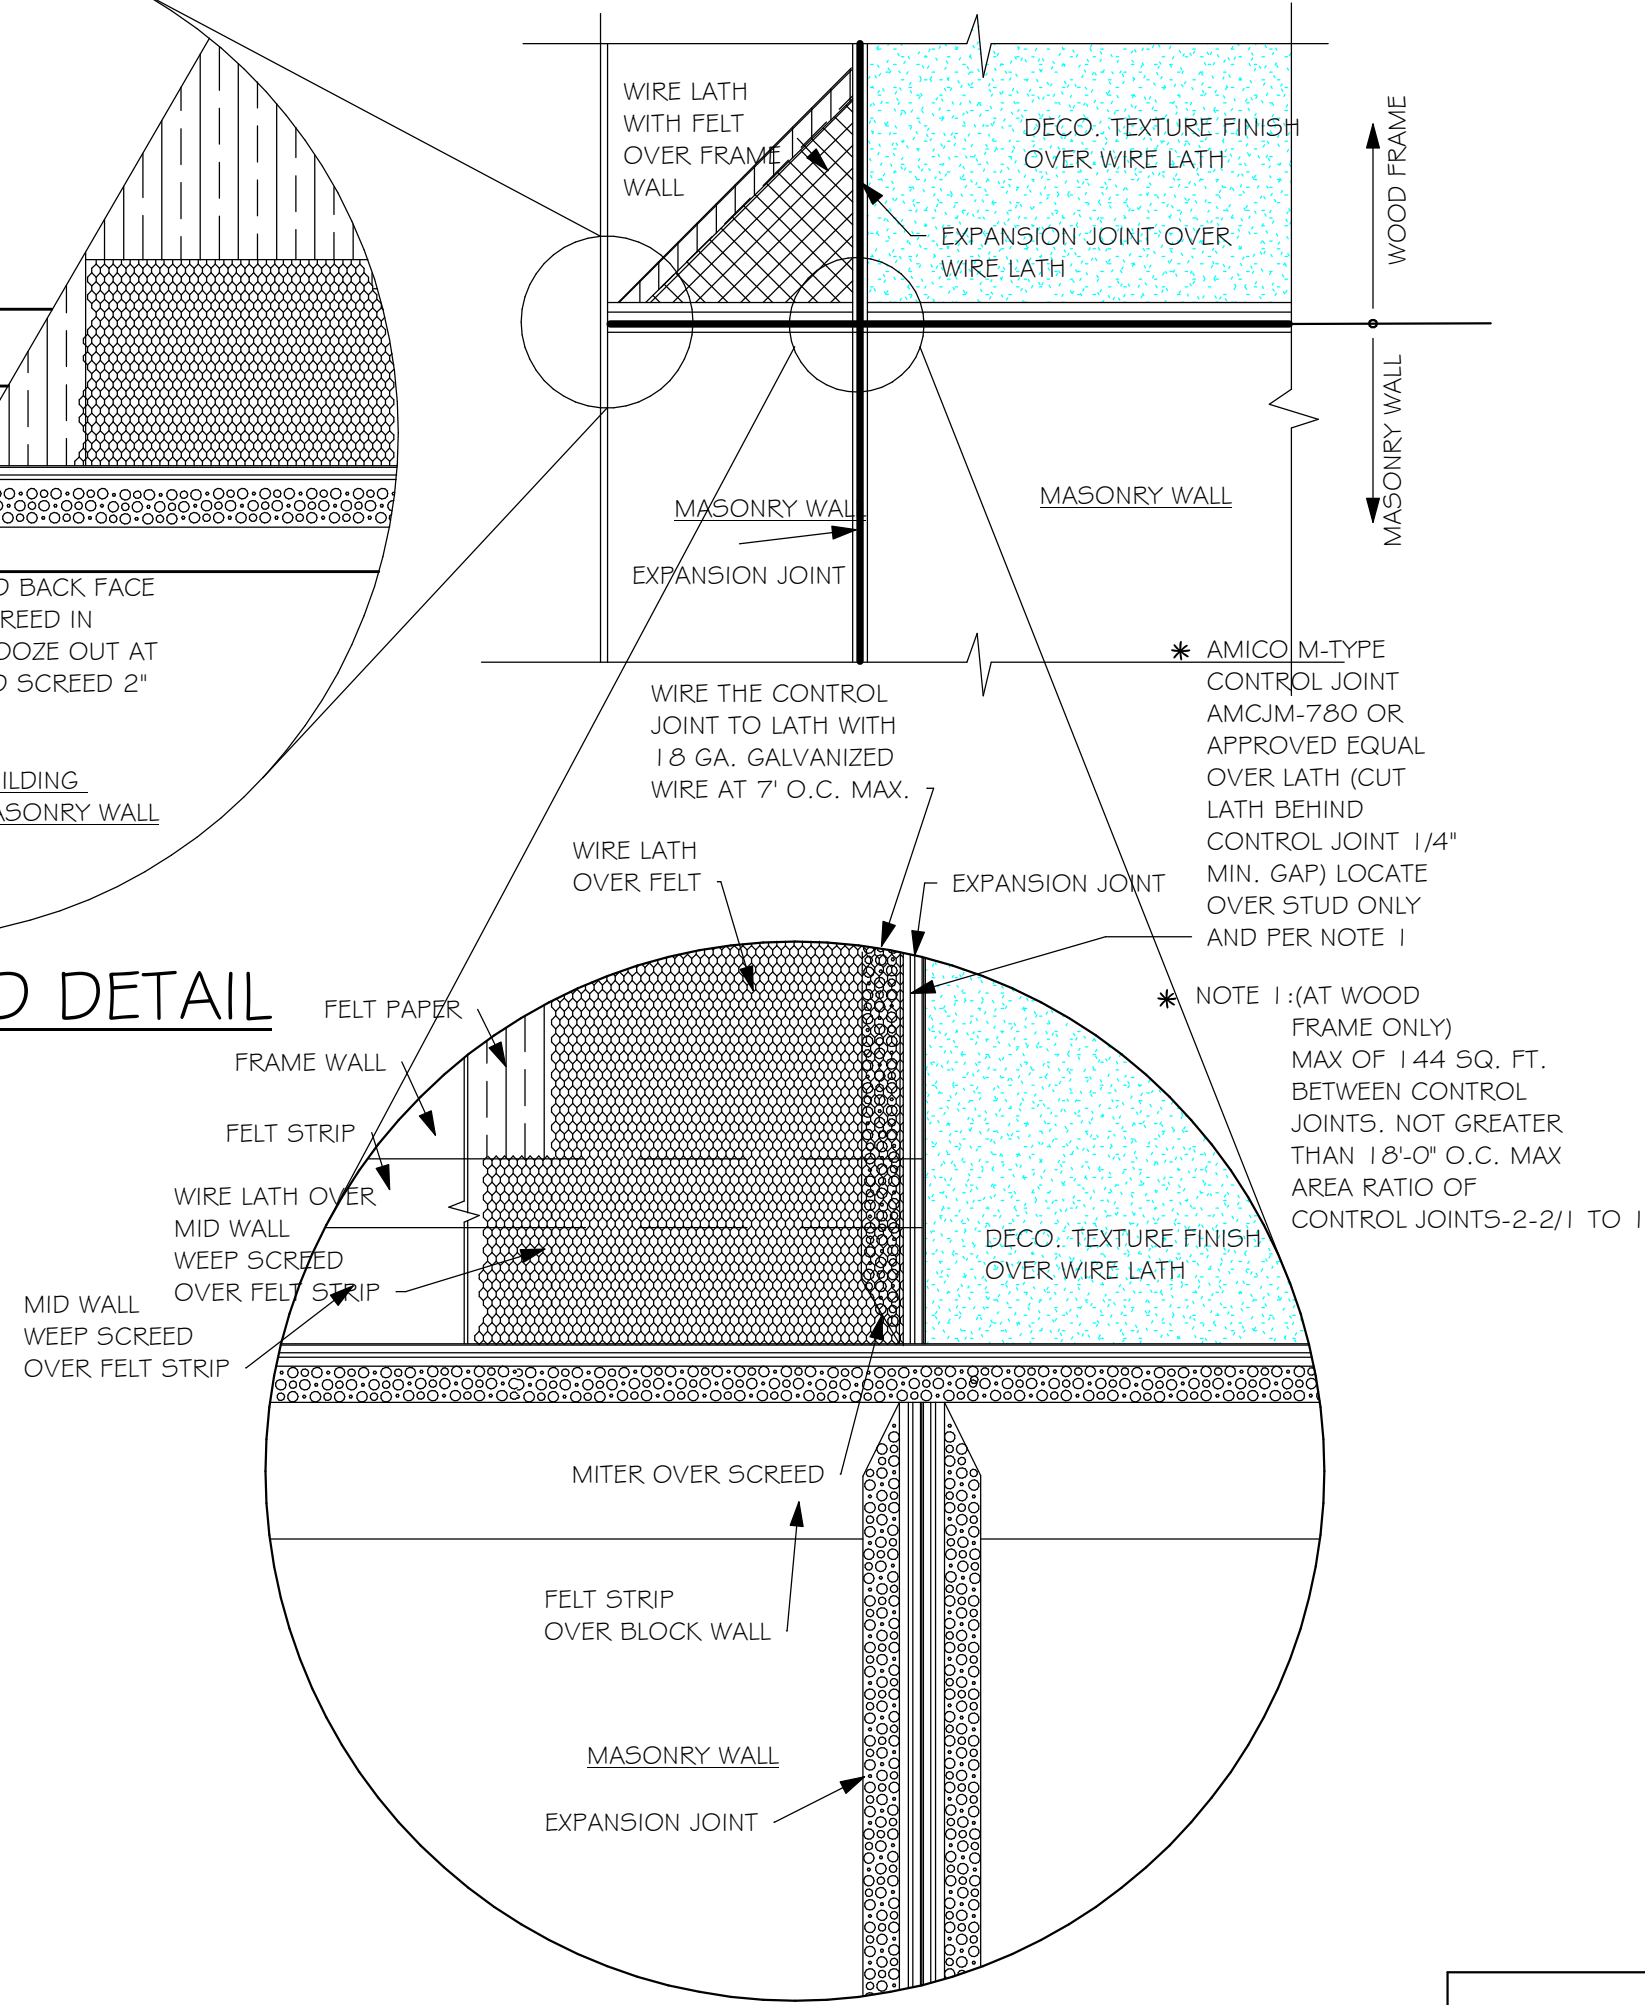 WIRE LATH
WITH FELT
OVER FRAME
WALL
DECO. TEXTURE FINISH
OVER WIRE LATH
EXPANSION JOINT OVER
WIRE LATH
WOOD FRAME
MASONRY WALL
MASONRY WALL
EXPANSION JOINT
MASONRY WALL
BACK FACE
REED IN
OOZE OUT AT
SCREED 2"
ILDING
ASONRY WALL
D DETAIL
WIRE THE CONTROL
JOINT TO LATH WITH
18 GA. GALVANIZED
WIRE AT 7' O.C. MAX.
WIRE LATH
OVER FELT
EXPANSION JOINT
* AMICO M-TYPE
CONTROL JOINT
AMCJM-780 OR
APPROVED EQUAL
OVER LATH (CUT
LATH BEHIND
CONTROL JOINT 1/4"
MIN. GAP) LOCATE
OVER STUD ONLY
AND PER NOTE 1
* NOTE 1:(AT WOOD
FRAME ONLY)
MAX OF 144 SQ. FT.
BETWEEN CONTROL
JOINTS. NOT GREATER
THAN 18'-0" O.C. MAX
AREA RATIO OF
CONTROL JOINTS-2-2/1 TO 1
FELT PAPER
FRAME WALL
FELT STRIP
WIRE LATH OVER
MID WALL
WEEP SCREED
OVER FELT STRIP
MID WALL
WEEP SCREED
OVER FELT STRIP
DECO. TEXTURE FINISH
OVER WIRE LATH
MITER OVER SCREED
FELT STRIP
OVER BLOCK WALL
MASONRY WALL
EXPANSION JOINT